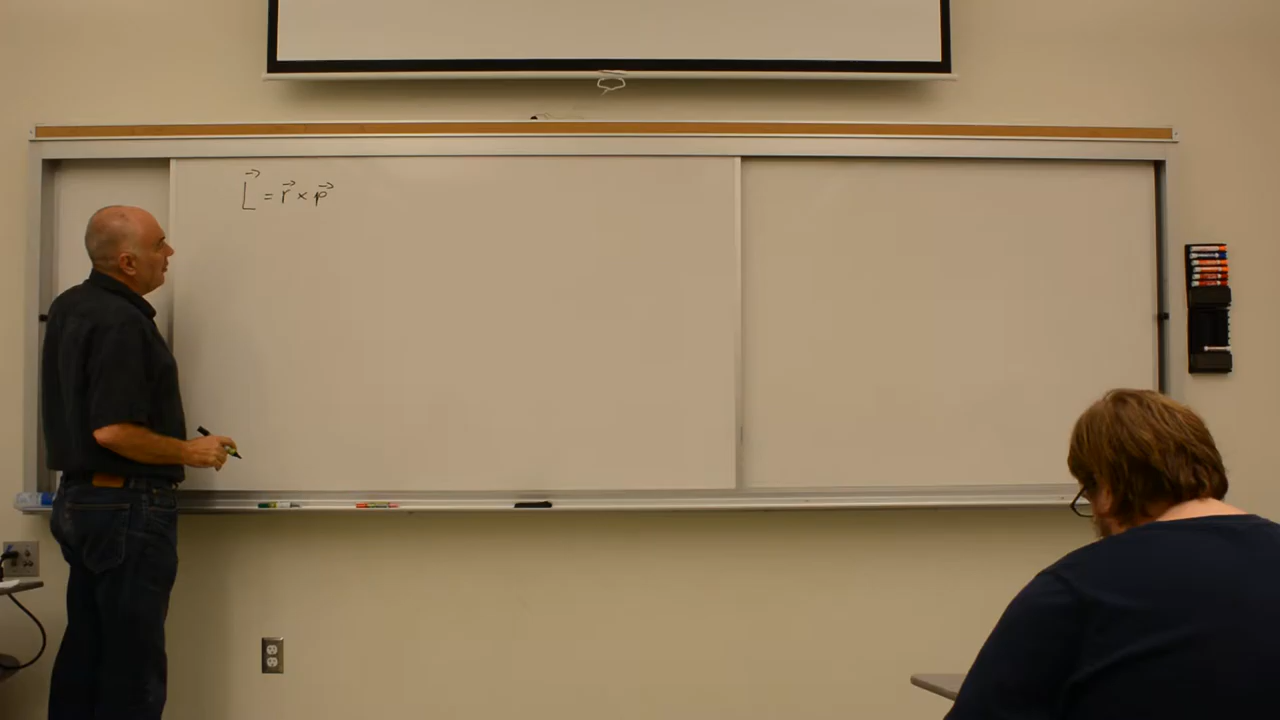 L⃗ = r⃗ × p⃗